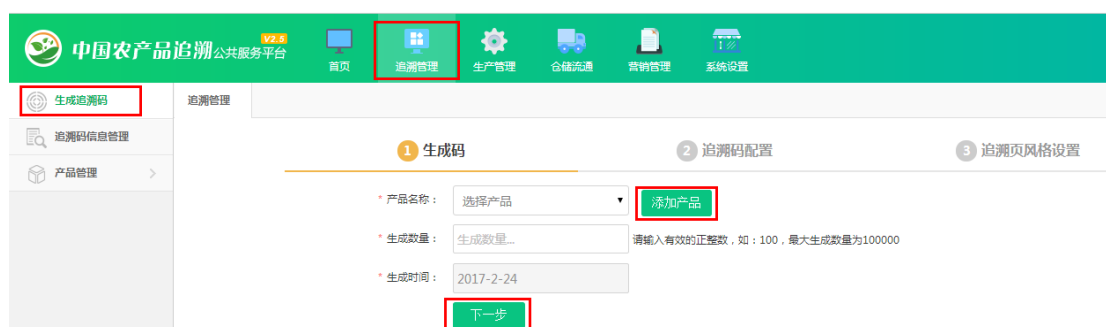 中国农产品追溯公共服务平台 V2.5
首页 追溯管理 生产管理 仓储流通 营销管理 系统设置
生成追溯码 追溯管理
追溯码信息管理
产品管理
1 生成码 2 追溯码配置 3 追溯页风格设置
* 产品名称： 选择产品 添加产品
* 生成数量： 生成数量... 请输入有效的正整数，如：100，最大生成数量为100000
* 生成时间： 2017-2-24
下一步